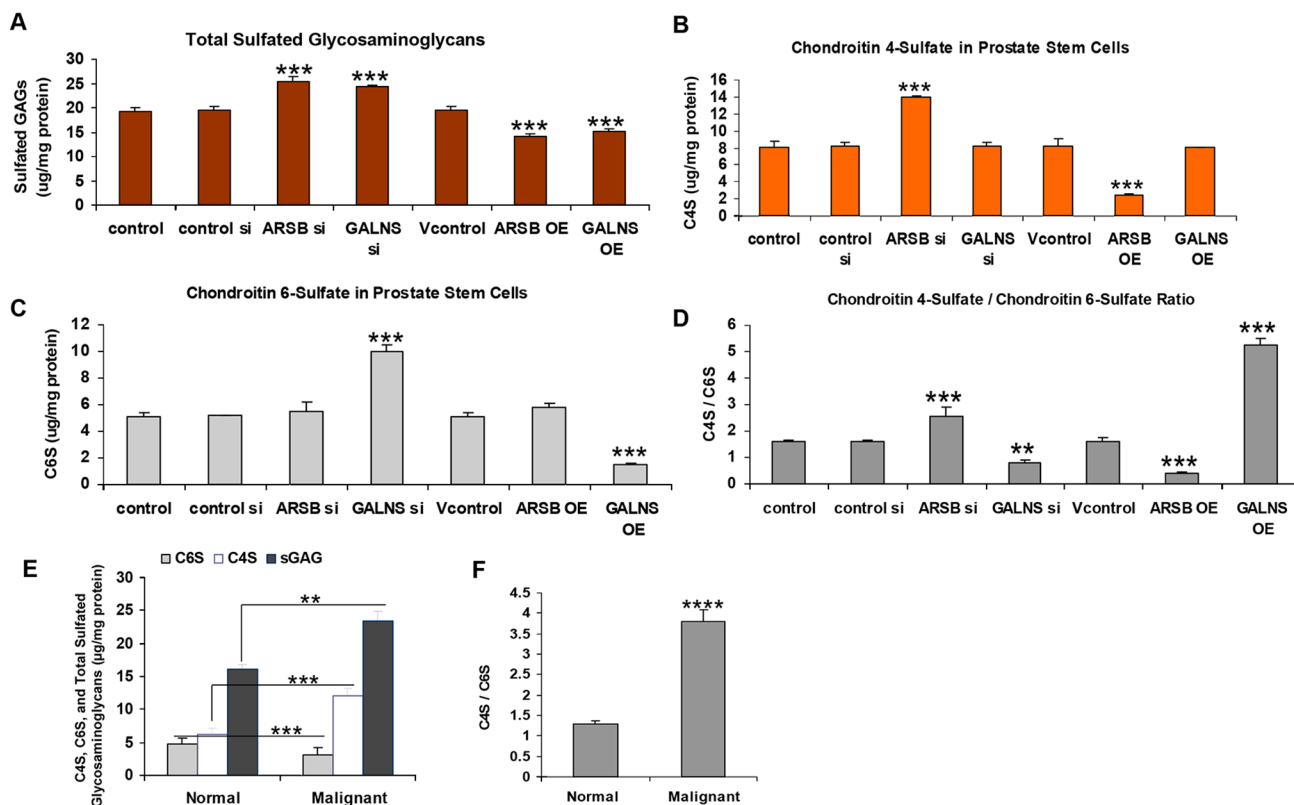 A
Total Sulfated Glycosaminoglycans
Sulfated GAGs
(ug/mg protein)
30
25
20
15
10
5
0
***
***
***
***
control
control si
ARSB si
GALNS
si
Vcontrol
ARSB OE
GALNS
OE
B
Chondroitin 4-Sulfate in Prostate Stem Cells
C4S (ug/mg protein)
16
14
12
10
8
6
4
2
0
***
***
control
control
si
ARSB si
GALNS
si
Vcontrol
ARSB
OE
GALNS
OE
C
Chondroitin 6-Sulfate in Prostate Stem Cells
C6S (ug/mg protein)
12
10
8
6
4
2
0
***
***
control
control si
ARSB si
GALNS si
Vcontrol
ARSB OE
GALNS
OE
D
Chondroitin 4-Sulfate / Chondroitin 6-Sulfate Ratio
C4S / C6S
6
5
4
3
2
1
0
***
**
***
***
control
control si
ARSB si
GALNS si
Vcontrol
ARSB OE
GALNS
OE
E
C6S C4S sGAG
C4S, C6S, and Total Sulfated
Glycosaminoglycans (µg/mg protein)
30
25
20
15
10
5
0
**
***
***
Normal
Malignant
F
C4S / C6S
4.5
4
3.5
3
2.5
2
1.5
1
0.5
0
****
Normal
Malignant